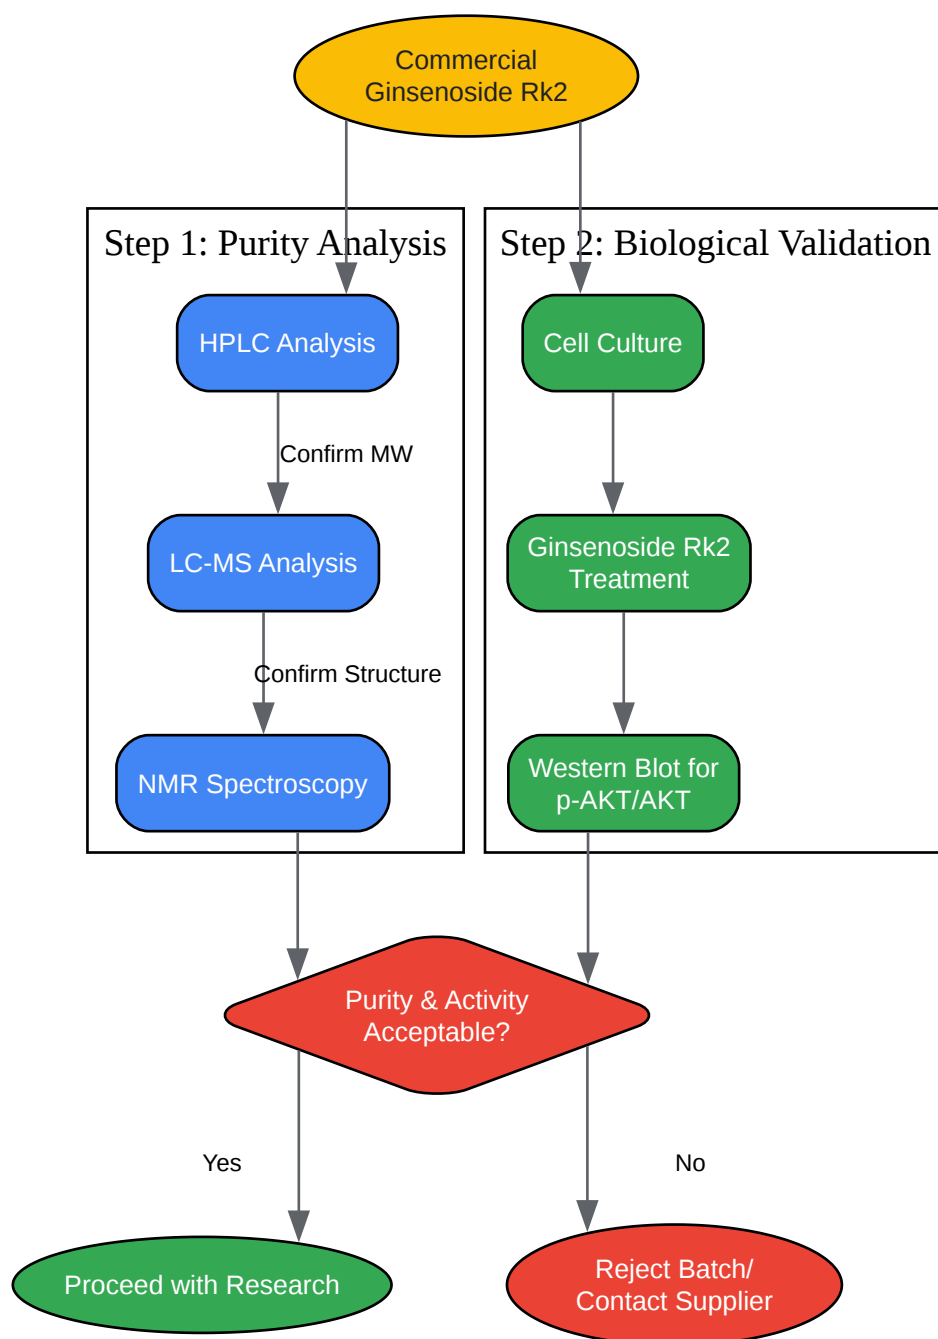 Commercial
Ginsenoside Rk2
Step 1: Purity Analysis
HPLC Analysis
Confirm MW
LC-MS Analysis
Confirm Structure
NMR Spectroscopy
Step 2: Biological Validation
Cell Culture
Ginsenoside Rk2
Treatment
Western Blot for
p-AKT/AKT
Purity & Activity
Acceptable?
Yes
No
Proceed with Research
Reject Batch/
Contact Supplier